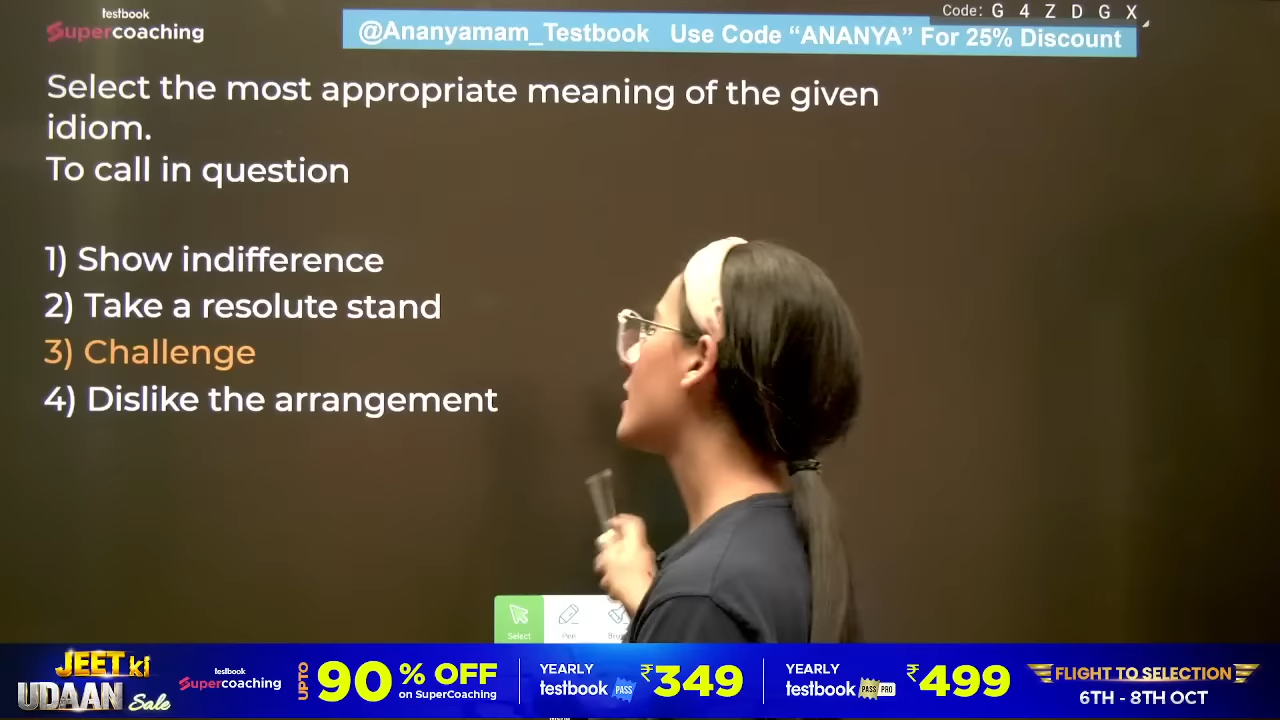 testbook
Supercoaching
@Ananyamam_Testbook Use Code “ANANYA” For 25% Discount
Code: G 4 Z D G X
Select the most appropriate meaning of the given
idiom.
To call in question
1) Show indifference
2) Take a resolute stand
3) Challenge
4) Dislike the arrangement
Select
Pen
JEET ki
UDAAN Sale
testbook
Supercoaching
UPTO 90% OFF
on SuperCoaching
YEARLY
testbook PASS
₹349
YEARLY
testbook PASS PRO
₹499
FLIGHT TO SELECTION
6TH - 8TH OCT